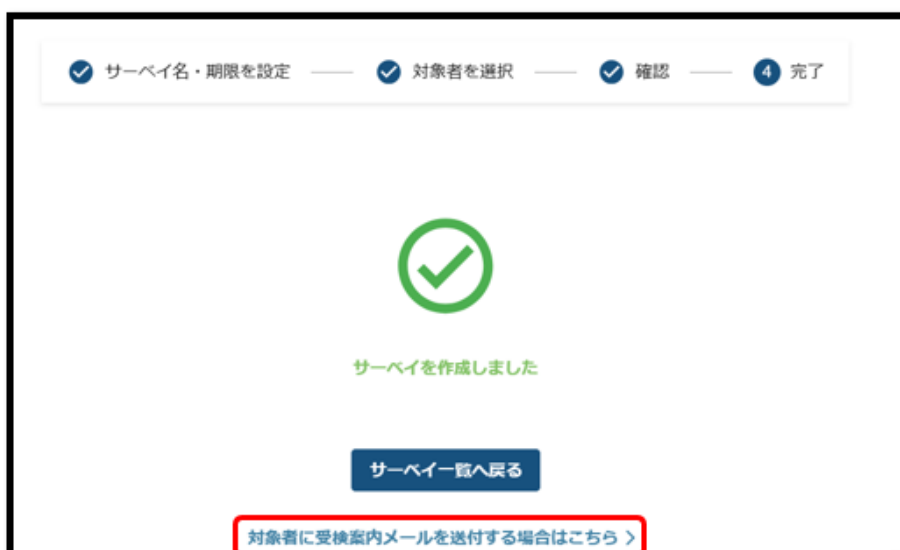 サーベイ名・期限を設定 対象者を選択 確認 4 完了
サーベイを作成しました
サーベイ一覧へ戻る
対象者に受検案内メールを送付する場合はこちら >